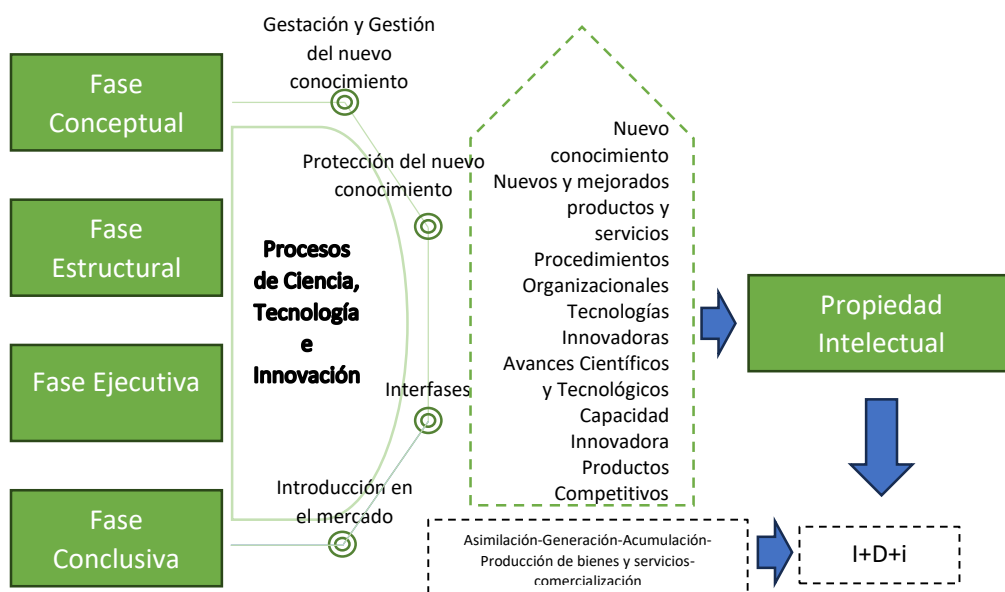 Fase
Conceptual
Fase
Estructural
Fase Ejecutiva
Fase
Conclusiva
Gestación y Gestión
del nuevo
conocimiento
Protección del nuevo
conocimiento
Procesos
de Ciencia,
Tecnología
e
Innovación
Interfases
Introducción en
el mercado
Nuevo
conocimiento
Nuevos y mejorados
productos y
servicios
Procedimientos
Organizacionales
Tecnologías
Innovadoras
Avances Científicos
y Tecnológicos
Capacidad
Innovadora
Productos
Competitivos
Asimilación-Generación-Acumulación-
Producción de bienes y servicios-
comercialización
Propiedad
Intelectual
I+D+i